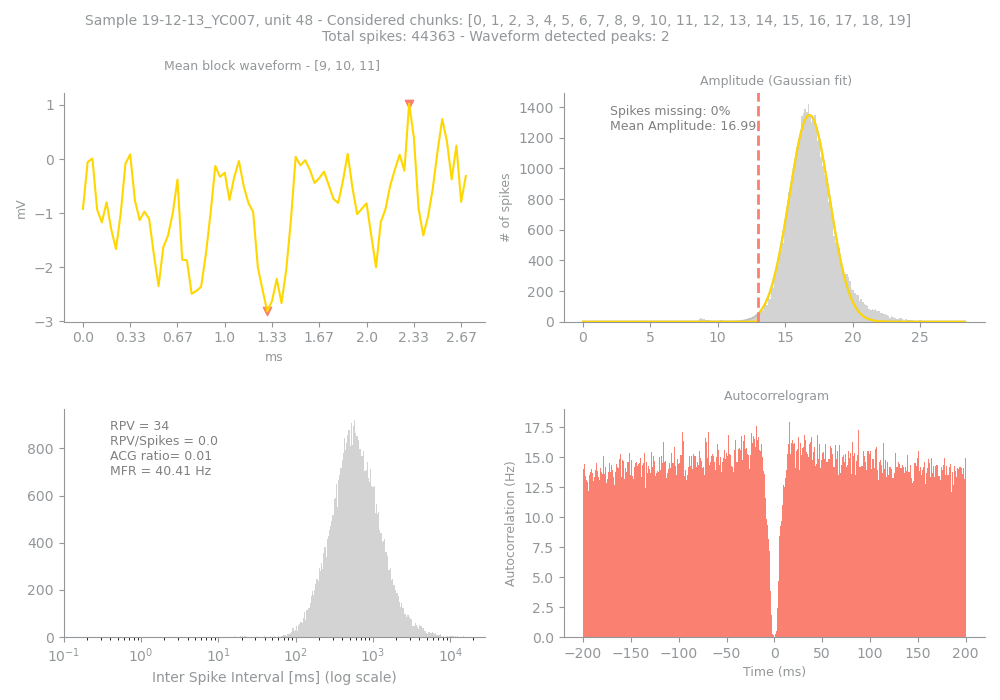 Sample 19-12-13_YC007, unit 48 - Considered chunks: [0, 1, 2, 3, 4, 5, 6, 7, 8, 9, 10, 11, 12, 13, 14, 15, 16, 17, 18, 19]
Total spikes: 44363 - Waveform detected peaks: 2
Mean block waveform - [9, 10, 11]
1
0
−1
−2
−3
mV
0.0 0.33 0.67 1.0 1.33 1.67 2.0 2.33 2.67
ms
Amplitude (Gaussian fit)
Spikes missing: 0%
Mean Amplitude: 16.99
1400
1200
1000
800
600
400
200
0
# of spikes
0 5 10 15 20 25
RPV = 34
RPV/Spikes = 0.0
ACG ratio= 0.01
MFR = 40.41 Hz
800
600
400
200
0
10⁻¹ 10⁰ 10¹ 10² 10³ 10⁴
Inter Spike Interval [ms] (log scale)
Autocorrelogram
17.5
15.0
12.5
10.0
7.5
5.0
2.5
0.0
Autocorrelation (Hz)
−200 −150 −100 −50 0 50 100 150 200
Time (ms)